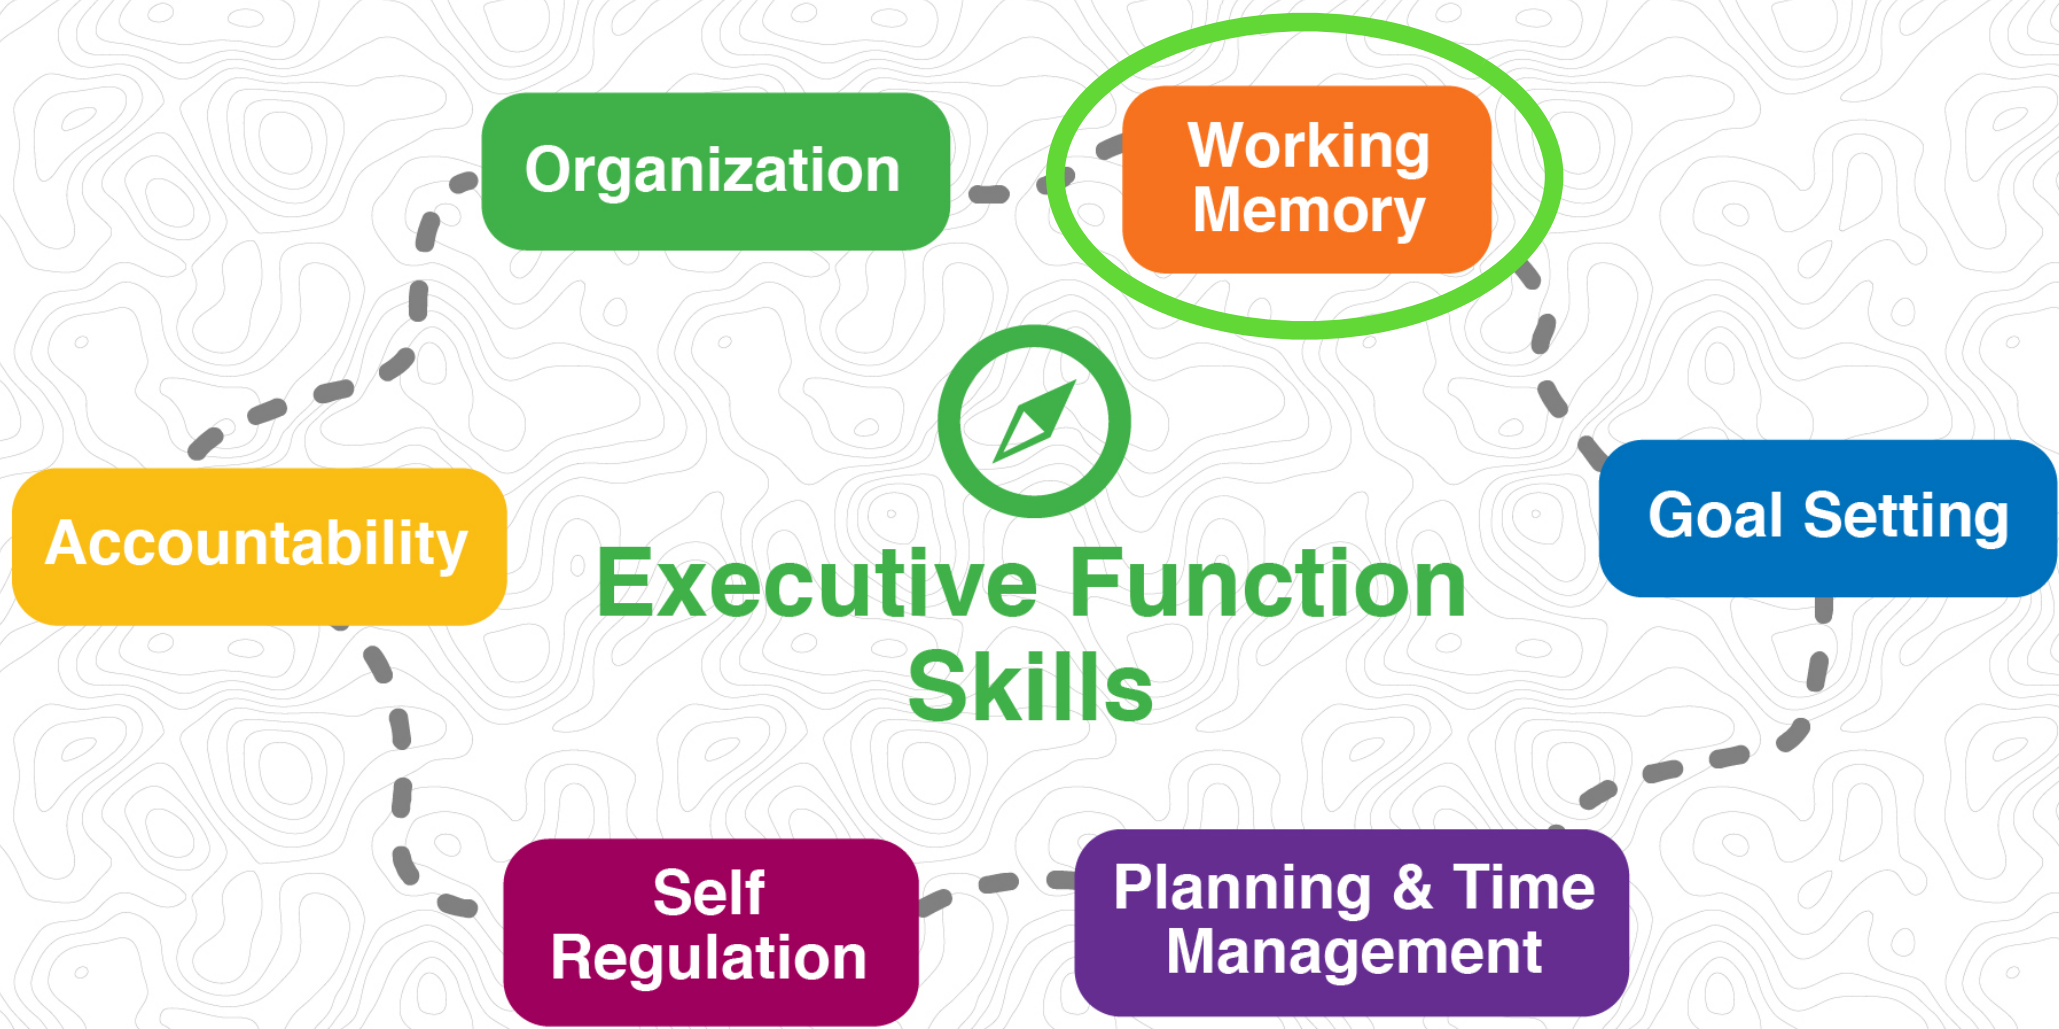 Organization
Working
Memory
Accountability
Goal Setting
Executive Function
Skills
Self
Regulation
Planning & Time
Management